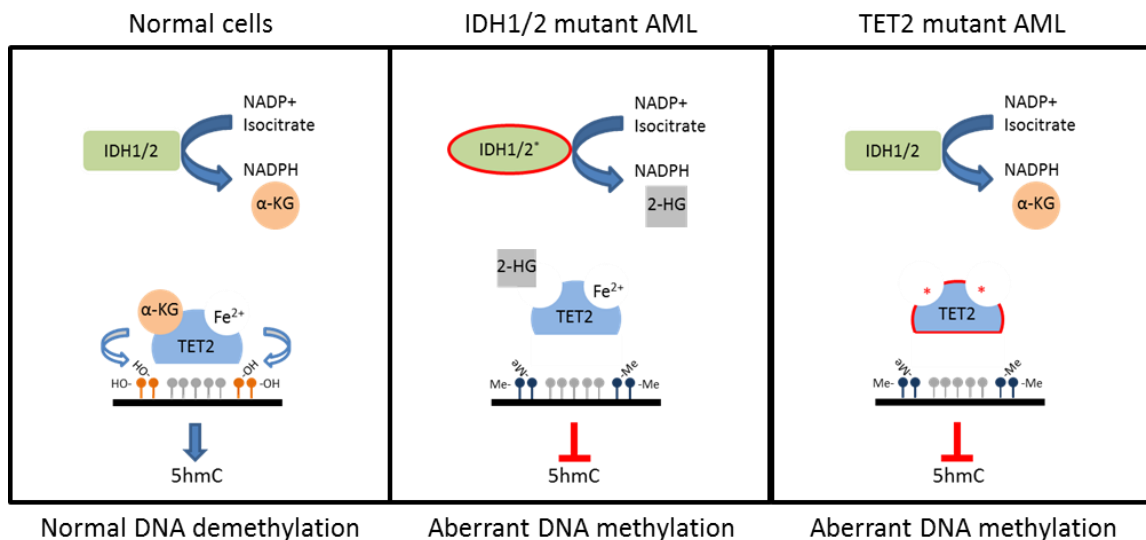 Normal cells
IDH1/2 mutant AML
TET2 mutant AML
NADP+
Isocitrate
IDH1/2
NADPH
α-KG
α-KG
Fe²⁺
TET2
HO-
HO-
-OH
-OH
5hmC
Normal DNA demethylation
NADP+
Isocitrate
IDH1/2*
NADPH
2-HG
2-HG
Fe²⁺
TET2
Me-
-Me
-Me
-Me
5hmC
Aberrant DNA methylation
NADP+
Isocitrate
IDH1/2
NADPH
α-KG
* *
TET2
Me-
Me-
-Me
-Me
5hmC
Aberrant DNA methylation